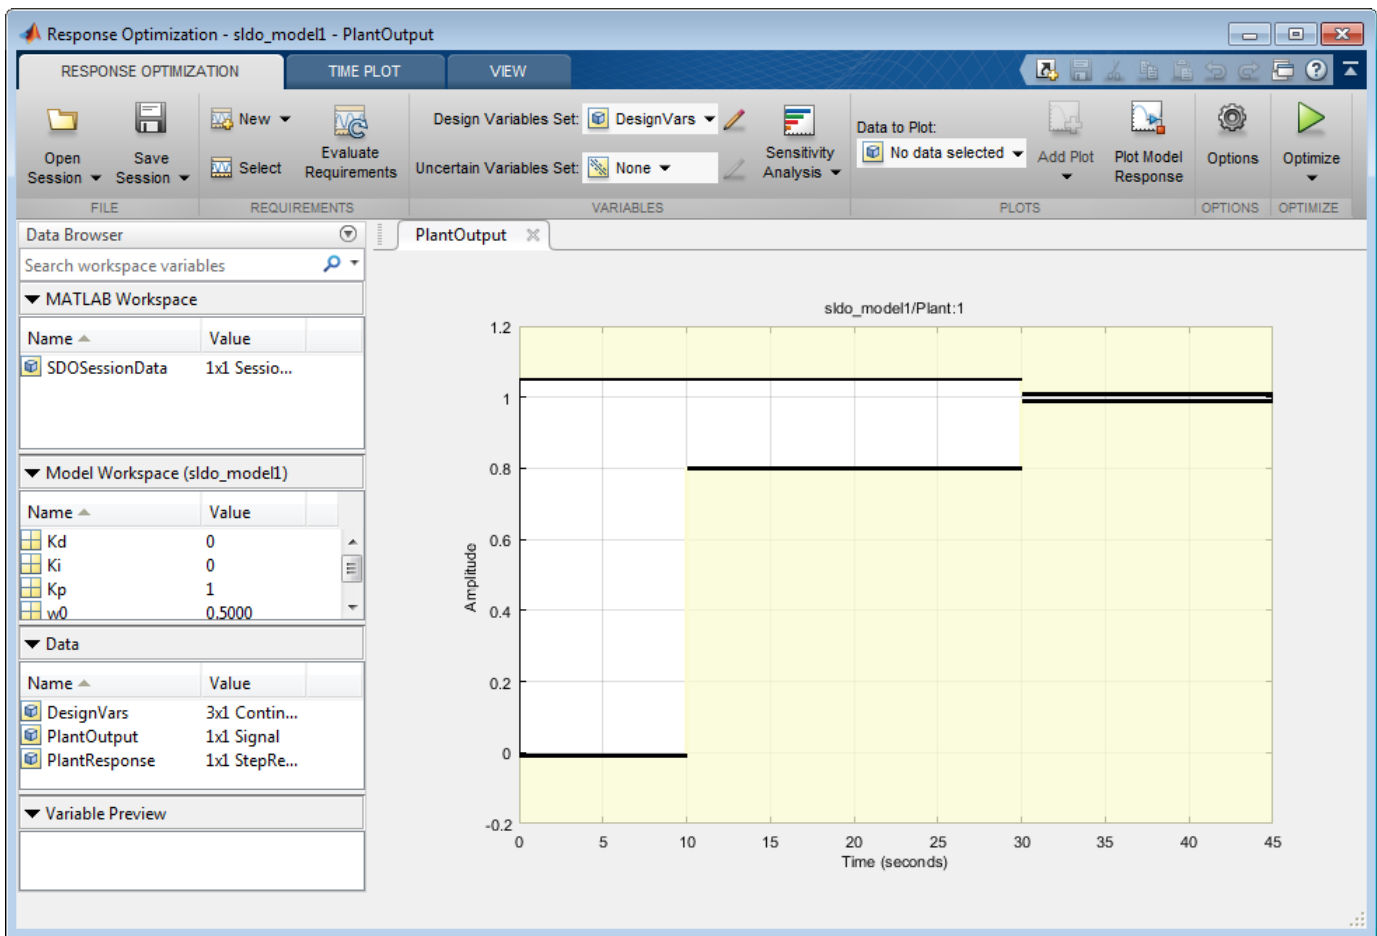 Response Optimization - sldo_model1 - PlantOutput
RESPONSE OPTIMIZATION TIME PLOT VIEW
Open Session
Save Session
New
Select
Evaluate Requirements
Design Variables Set: DesignVars
Uncertain Variables Set: None
Sensitivity Analysis
Data to Plot:
No data selected
Add Plot
Plot Model Response
Options
Optimize
FILE REQUIREMENTS VARIABLES PLOTS OPTIONS OPTIMIZE
Data Browser
Search workspace variables
MATLAB Workspace
Name Value
SDOSessionData 1x1 Sessio...
Model Workspace (sldo_model1)
Name Value
Kd 0
Ki 0
Kp 1
w0 0.5000
Data
Name Value
DesignVars 3x1 Contin...
PlantOutput 1x1 Signal
PlantResponse 1x1 StepRe...
Variable Preview
PlantOutput
sldo_model1/Plant:1
1.2
1
0.8
0.6
0.4
0.2
0
-0.2
Amplitude
0 5 10 15 20 25 30 35 40 45
Time (seconds)